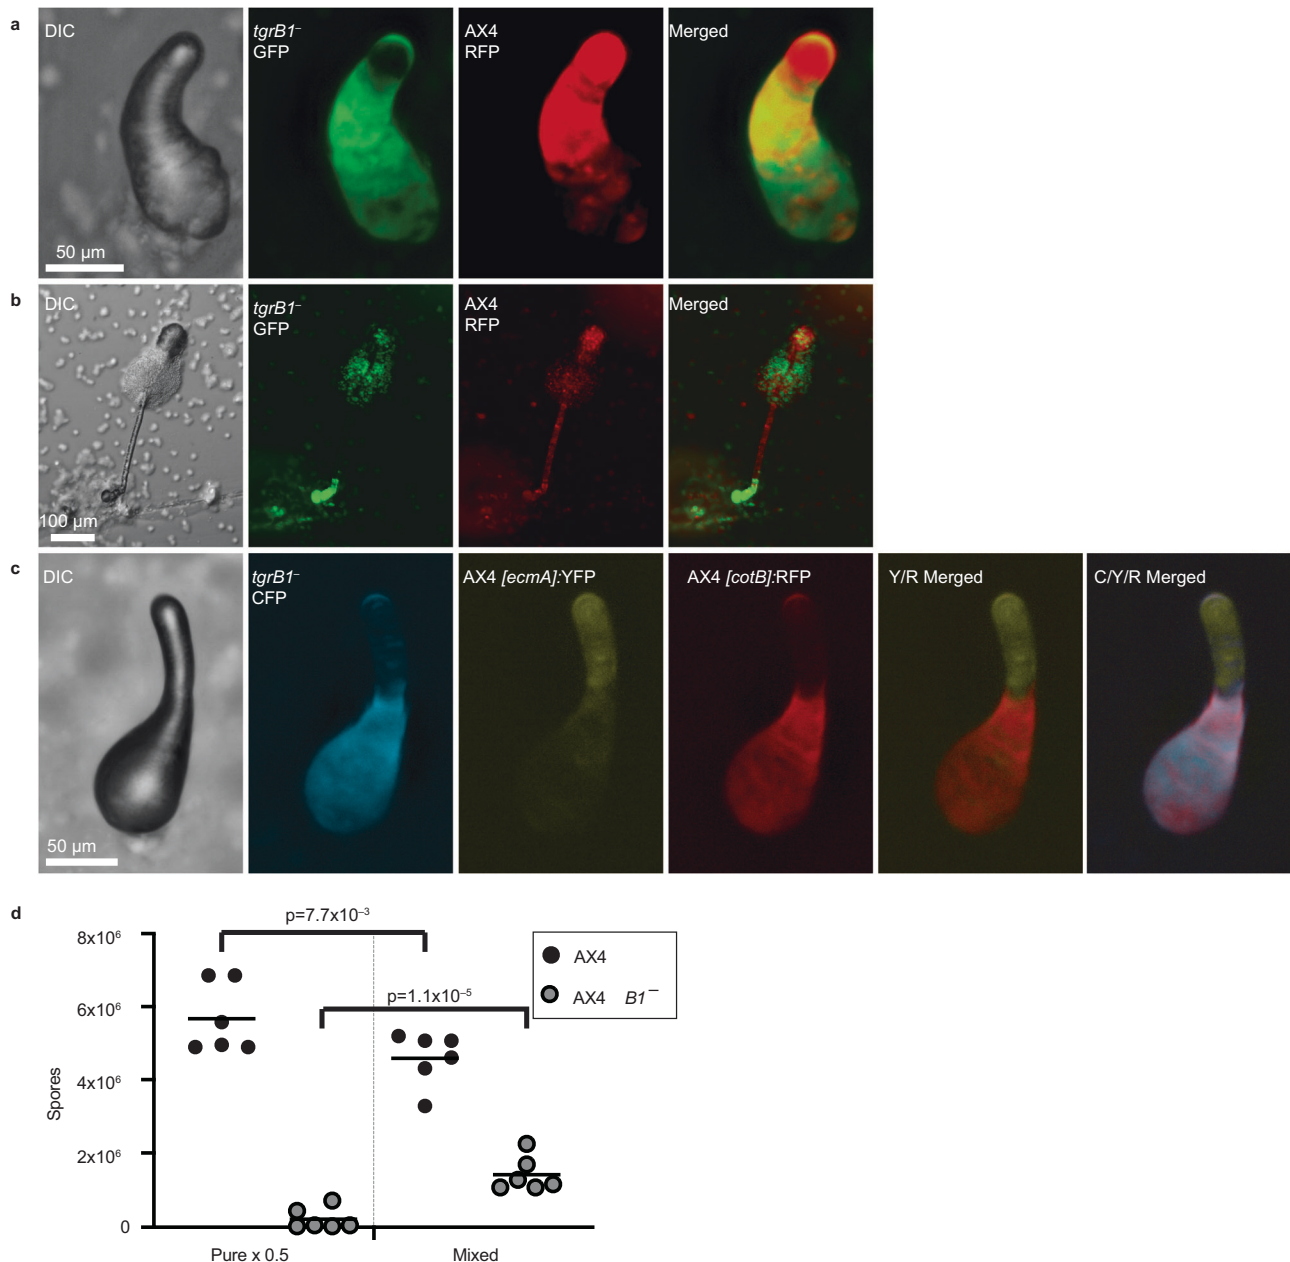 a
DIC
tgrB1⁻
GFP
AX4
RFP
Merged
50 µm
b
DIC
tgrB1⁻
GFP
AX4
RFP
Merged
100 µm
c
DIC
tgrB1⁻
CFP
AX4 [ecmA]:YFP
AX4 [cotB]:RFP
Y/R Merged
C/Y/R Merged
50 µm
d
p=7.7x10⁻³
8x10⁶
AX4
AX4 B1⁻
p=1.1x10⁻⁵
6x10⁶
4x10⁶
Spores
2x10⁶
0
Pure x 0.5
Mixed